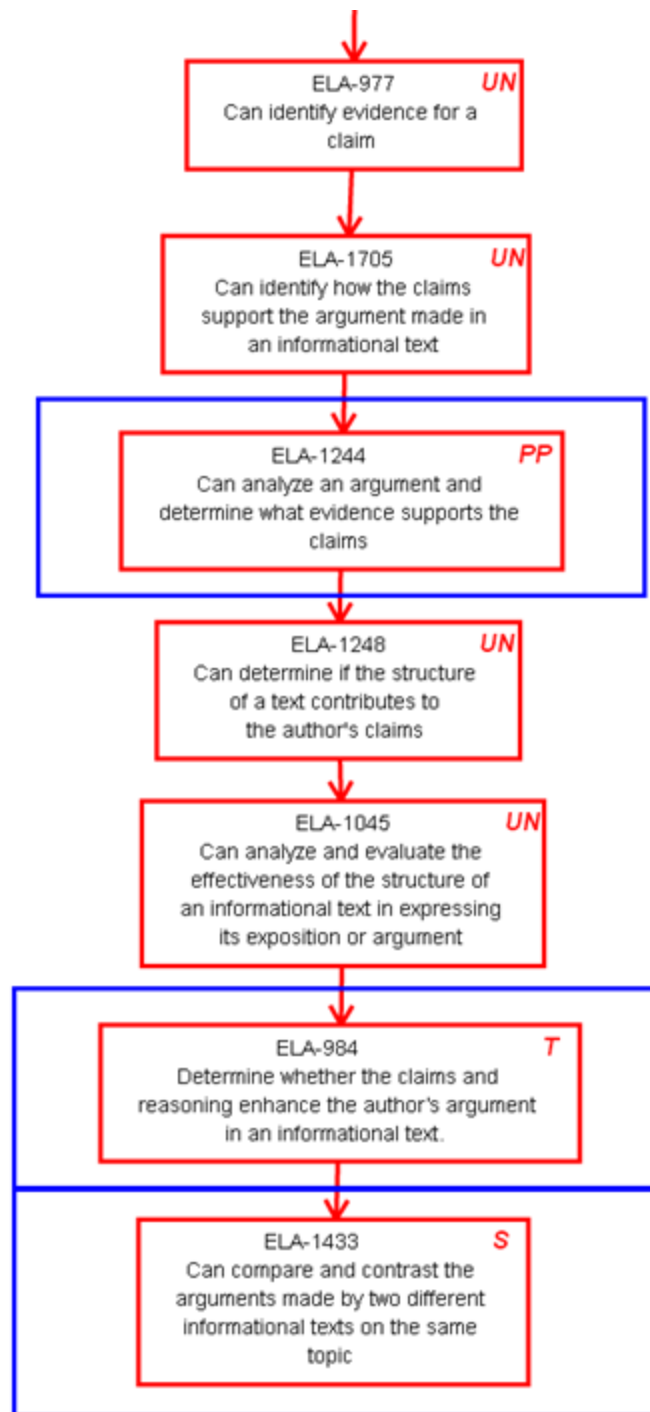 ELA-977 UN
Can identify evidence for a
claim
ELA-1705 UN
Can identify how the claims
support the argument made in
an informational text
ELA-1244 PP
Can analyze an argument and
determine what evidence supports the
claims
ELA-1248 UN
Can determine if the structure
of a text contributes to
the author's claims
ELA-1045 UN
Can analyze and evaluate the
effectiveness of the structure of
an informational text in expressing
its exposition or argument
ELA-984 T
Determine whether the claims and
reasoning enhance the author's argument
in an informational text.
ELA-1433 S
Can compare and contrast the
arguments made by two different
informational texts on the same
topic